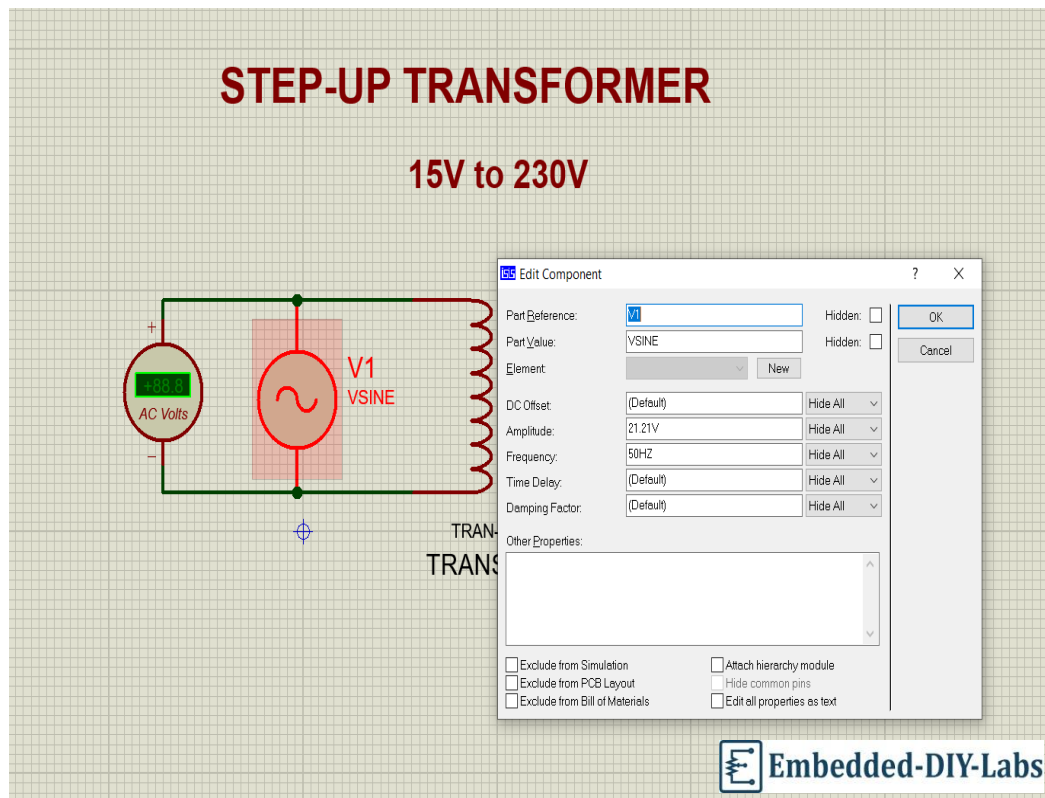 STEP-UP TRANSFORMER
15V to 230V
ISIS Edit Component ? X
Part Reference: V1 Hidden: OK
Part Value: VSINE Hidden: Cancel
Element: New
DC Offset: (Default) Hide All
Amplitude: 21.21V Hide All
Frequency: 50HZ Hide All
Time Delay: (Default) Hide All
Damping Factor: (Default) Hide All
Other Properties:
Exclude from Simulation Attach hierarchy module
Exclude from PCB Layout Hide common pins
Exclude from Bill of Materials Edit all properties as text
+
+88.8
AC Volts
−
V1
VSINE
TRAN-
TRANS
Embedded-DIY-Labs